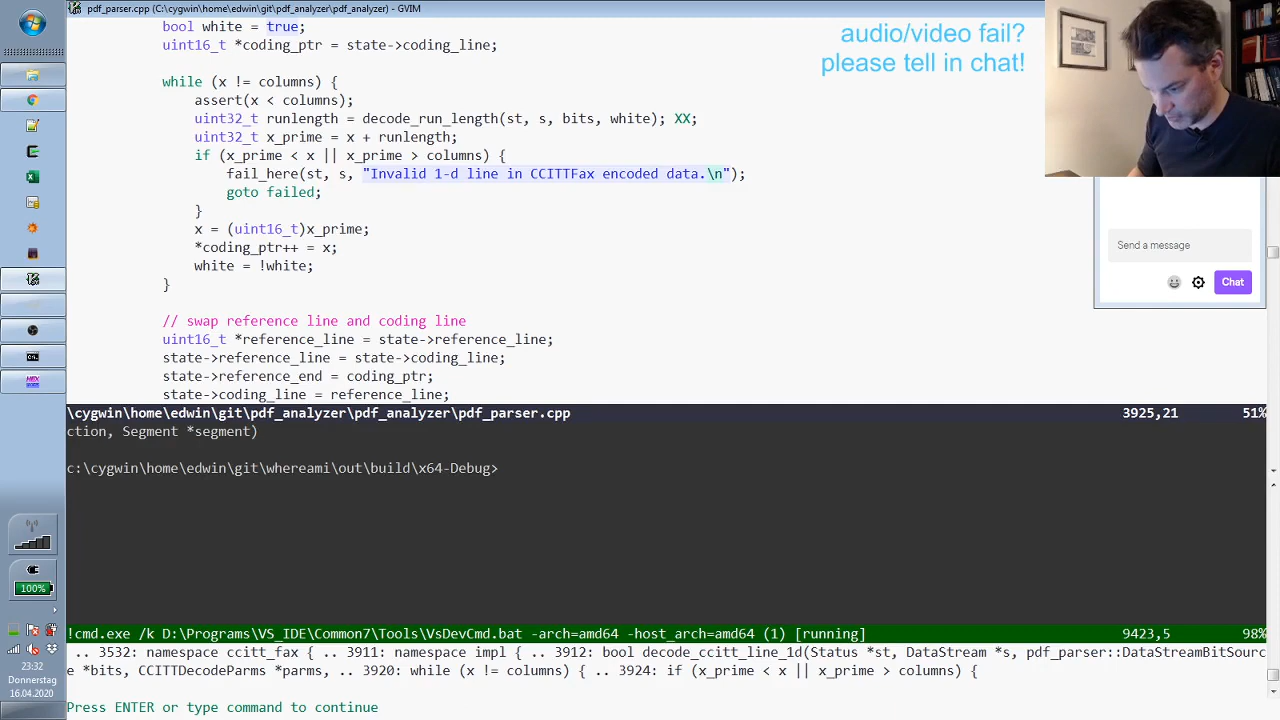 pdf_parser.cpp (C:\cygwin\home\edwin\git\pdf_analyzer\pdf_analyzer) - GVIM
bool white = true;
uint16_t *coding_ptr = state->coding_line;
while (x != columns) {
assert(x < columns);
uint32_t runlength = decode_run_length(st, s, bits, white); XX;
uint32_t x_prime = x + runlength;
if (x_prime < x || x_prime > columns) {
fail_here(st, s, "Invalid 1-d line in CCITTFax encoded data.\n");
goto failed;
}
x = (uint16_t)x_prime;
*coding_ptr++ = x;
white = !white;
}
// swap reference line and coding line
uint16_t *reference_line = state->reference_line;
state->reference_line = state->coding_line;
state->reference_end = coding_ptr;
state->coding_line = reference_line;
\cygwin\home\edwin\git\pdf_analyzer\pdf_analyzer\pdf_parser.cpp 3925,21 51%
ction, Segment *segment)
c:\cygwin\home\edwin\git\whereami\out\build\x64-Debug>
!cmd.exe /k D:\Programs\VS_IDE\Common7\Tools\VsDevCmd.bat -arch=amd64 -host_arch=amd64 (1) [running] 9423,5 98%
.. 3532: namespace ccitt_fax { .. 3911: namespace impl { .. 3912: bool decode_ccitt_line_1d(Status *st, DataStream *s, pdf_parser::DataStreamBitSourc
e *bits, CCITTDecodeParms *parms, .. 3920: while (x != columns) { .. 3924: if (x_prime < x || x_prime > columns) {
Press ENTER or type command to continue
audio/video fail?
please tell in chat!
Send a message
Chat
100%
23:32
Donnerstag
16.04.2020